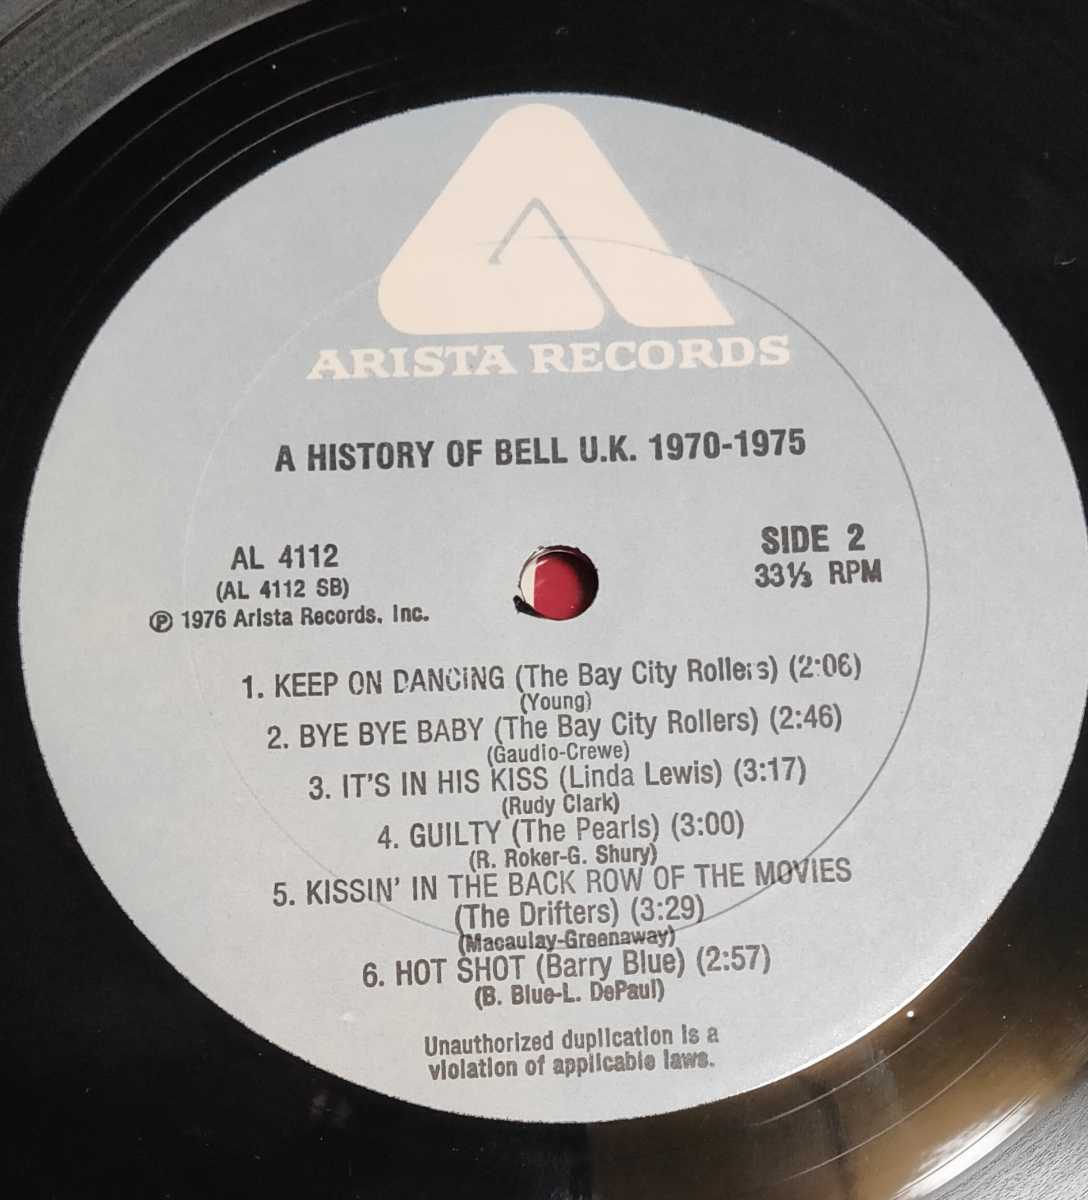 ARISTA RECORDS
A HISTORY OF BELL U.K. 1970-1975
AL 4112
(AL 4112 SB)
℗ 1976 Arista Records, Inc.
SIDE 2
33⅓ RPM
1. KEEP ON DANCING (The Bay City Rollers) (2:06)
(Young)
2. BYE BYE BABY (The Bay City Rollers) (2:46)
(Gaudio-Crewe)
3. IT'S IN HIS KISS (Linda Lewis) (3:17)
(Rudy Clark)
4. GUILTY (The Pearls) (3:00)
(R. Roker-G. Shury)
5. KISSIN' IN THE BACK ROW OF THE MOVIES
(The Drifters) (3:29)
(Macaulay-Greenaway)
6. HOT SHOT (Barry Blue) (2:57)
(B. Blue-L. DePaul)
Unauthorized duplication is a
violation of applicable laws.